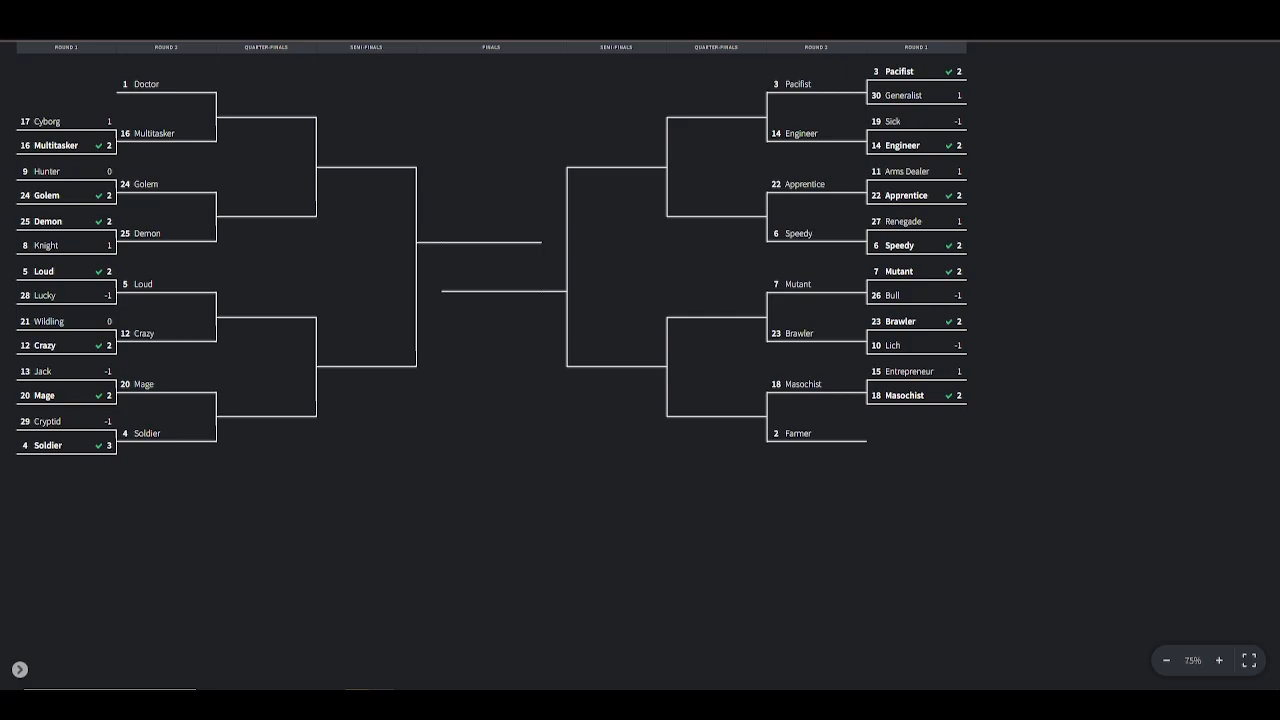 ROUND 1 ROUND 2 QUARTER-FINALS SEMI-FINALS FINALS SEMI-FINALS QUARTER-FINALS ROUND 2 ROUND 1
17 Cyborg 1
16 Multitasker 2
9 Hunter 0
24 Golem 2
25 Demon 2
8 Knight 1
5 Loud 2
28 Lucky -1
21 Wildling 0
12 Crazy 2
13 Jack -1
20 Mage 2
29 Cryptid -1
4 Soldier 3
1 Doctor
16 Multitasker
24 Golem
25 Demon
5 Loud
12 Crazy
20 Mage
4 Soldier
3 Pacifist
14 Engineer
22 Apprentice
6 Speedy
7 Mutant
23 Brawler
18 Masochist
2 Farmer
3 Pacifist 2
30 Generalist 1
19 Sick -1
14 Engineer 2
11 Arms Dealer 1
22 Apprentice 2
27 Renegade 1
6 Speedy 2
7 Mutant 2
26 Bull -1
23 Brawler 2
10 Lich -1
15 Entrepreneur 1
18 Masochist 2
75%